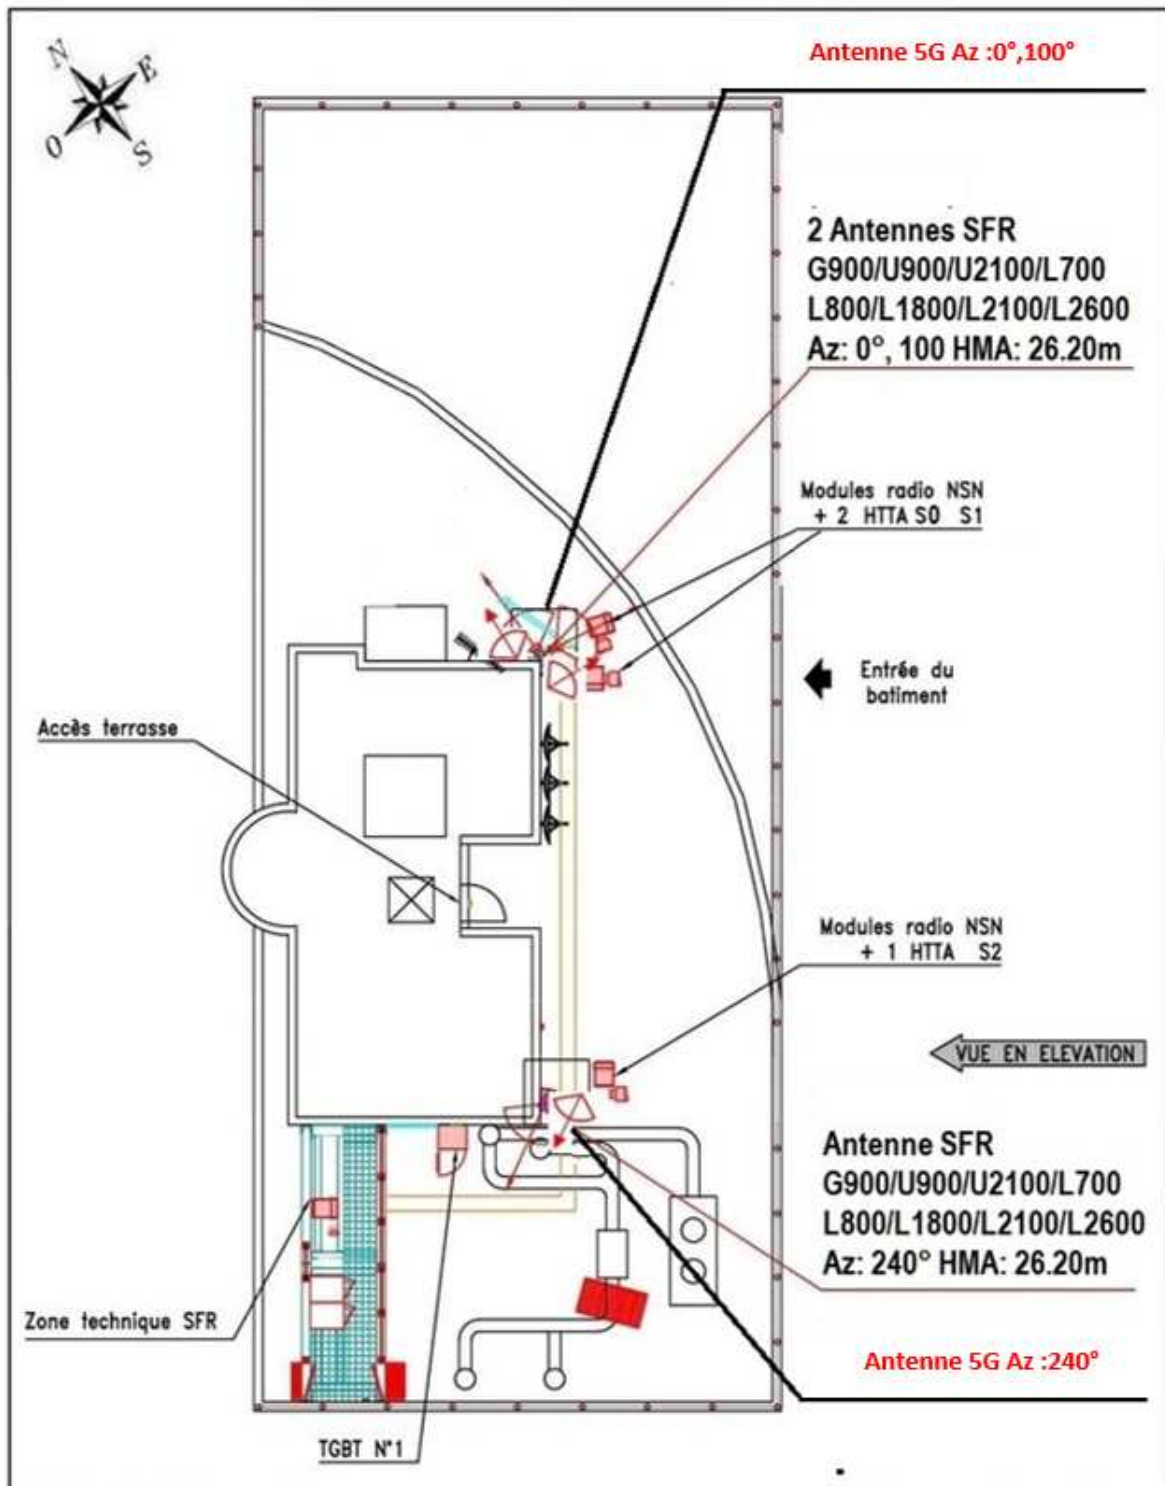 Antenne 5G Az :0°,100°
N
E
O
S
2 Antennes SFR
G900/U900/U2100/L700
L800/L1800/L2100/L2600
Az: 0°, 100 HMA: 26.20m
Modules radio NSN
+ 2 HTTA S0 S1
Entrée du
batiment
Accès terrasse
Modules radio NSN
+ 1 HTTA S2
VUE EN ELEVATION
Antenne SFR
G900/U900/U2100/L700
L800/L1800/L2100/L2600
Az: 240° HMA: 26.20m
Zone technique SFR
Antenne 5G Az :240°
TGBT N°1